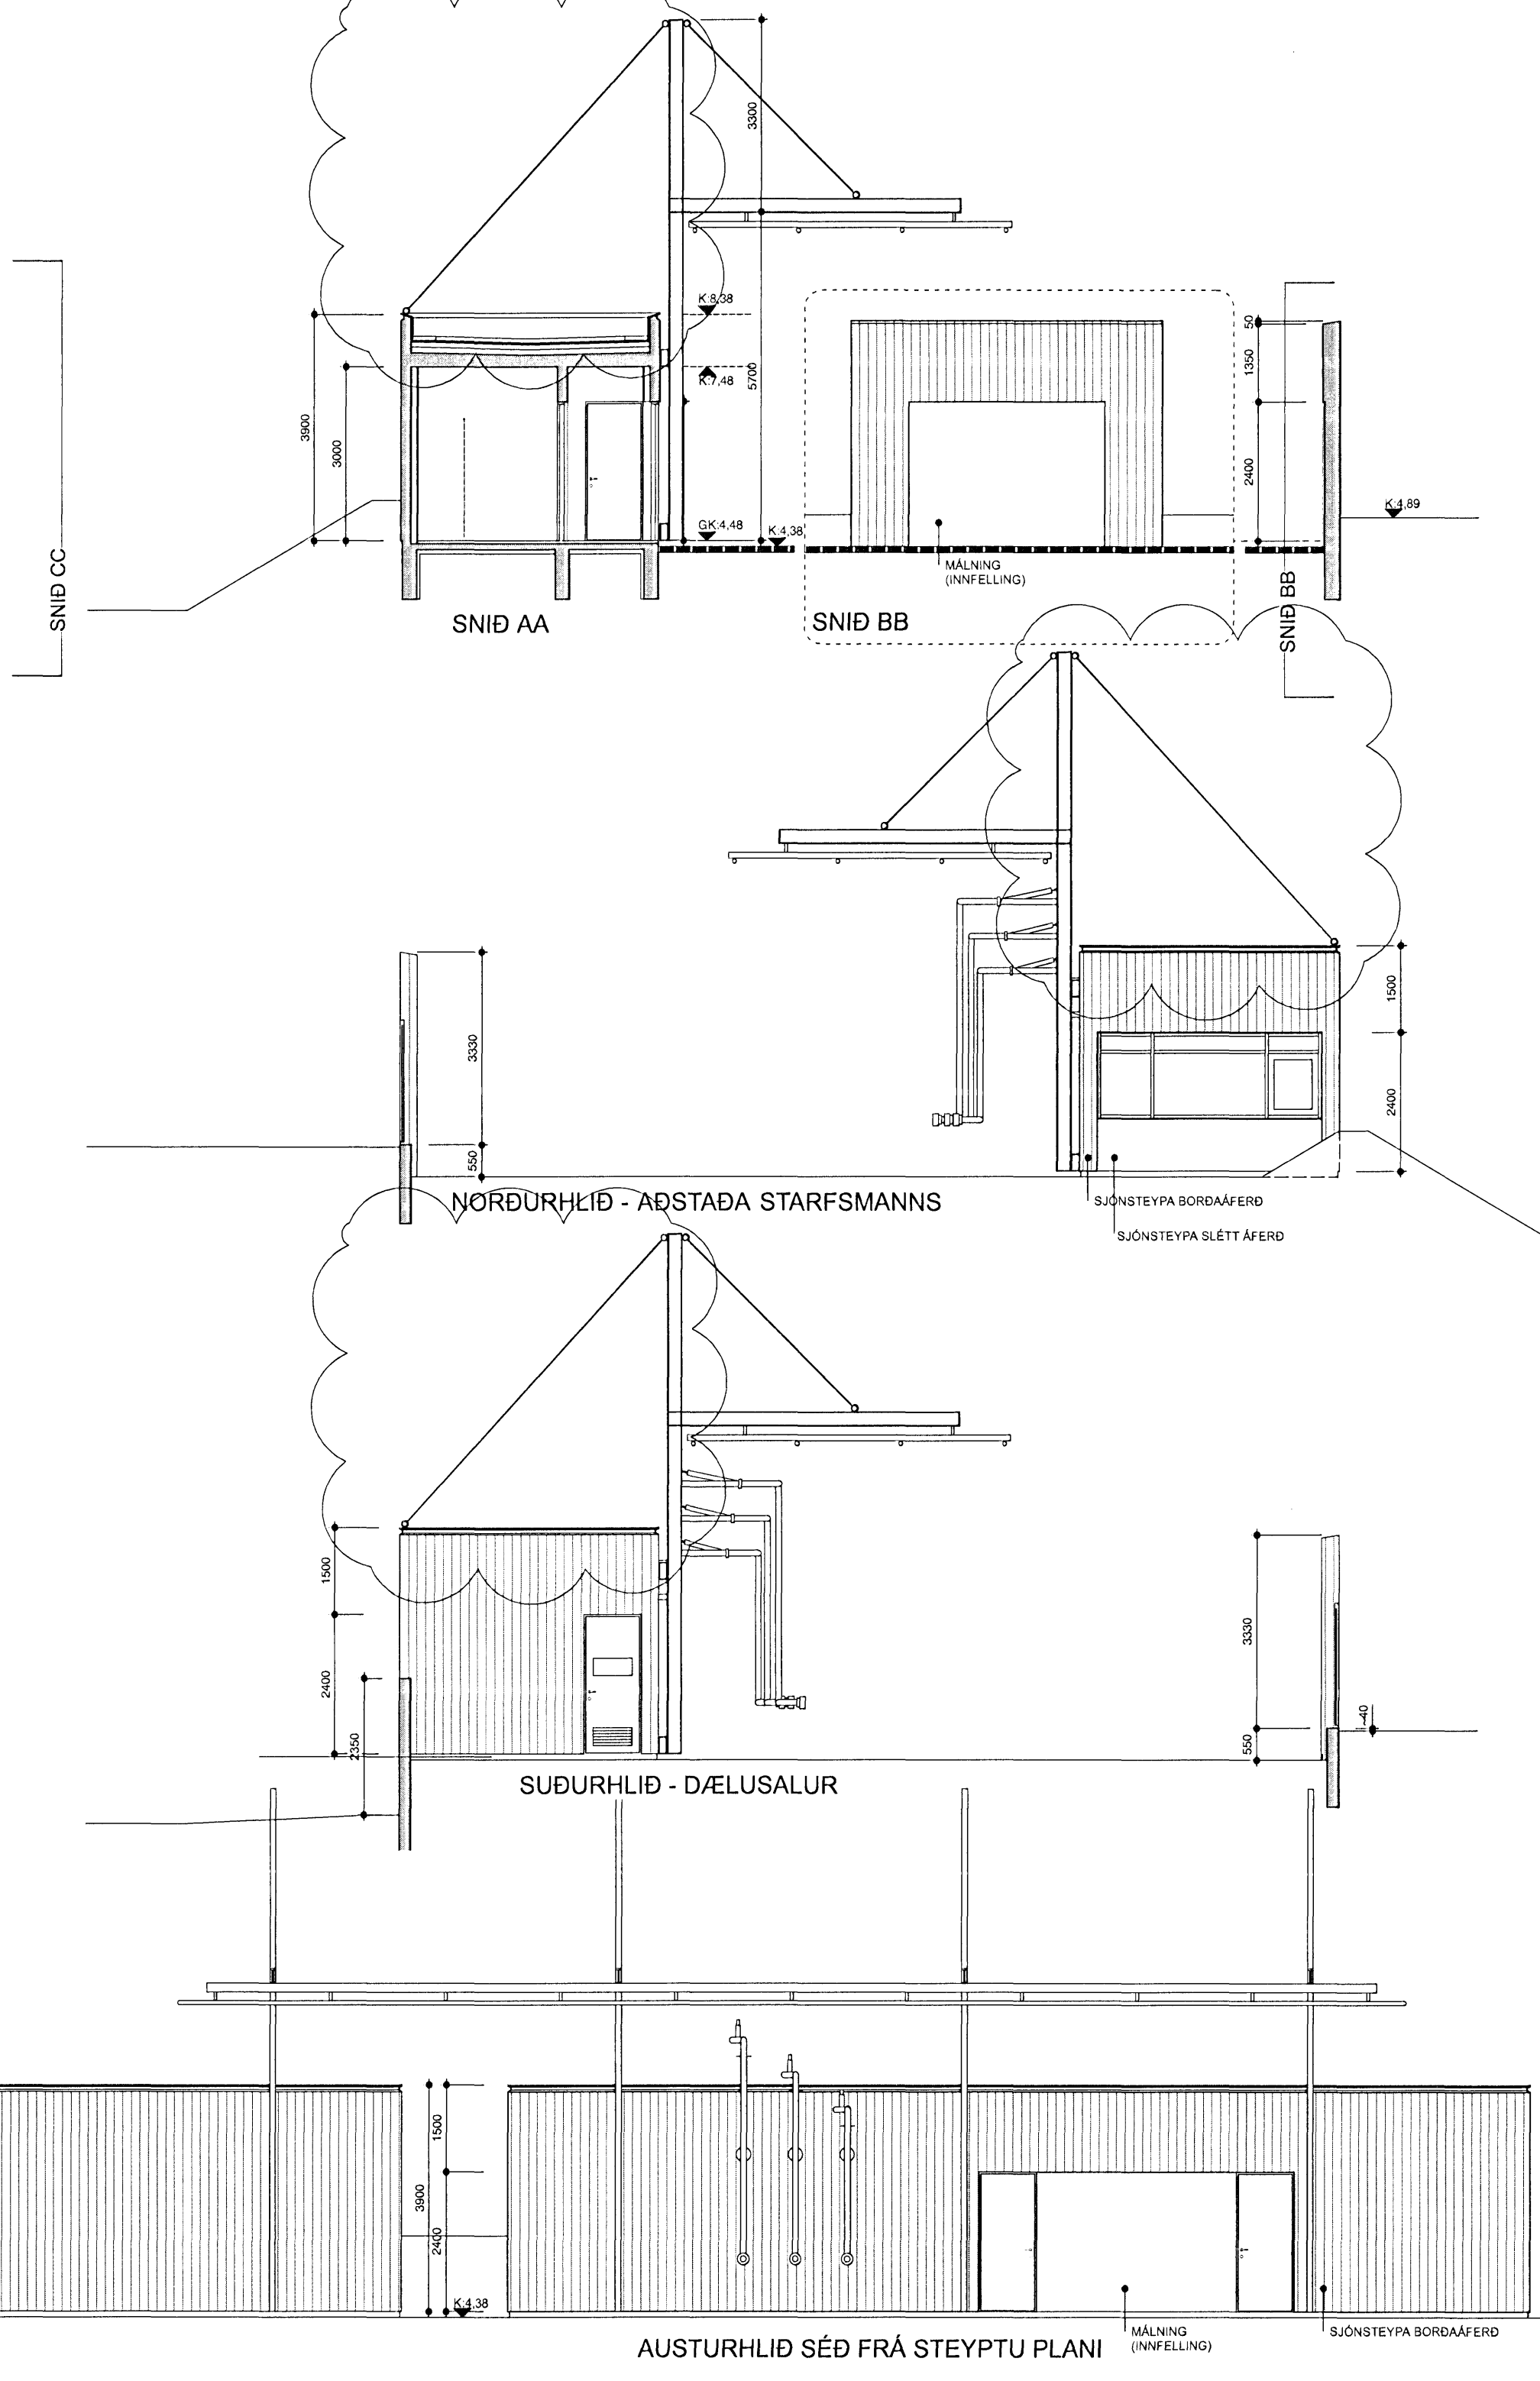 3300
K:8,38
K:7,48
5700
3900
3000
GK:4,48
K:4,38
50
1350
2400
K:4,89
MÁLNING
(INNFELLING)
SNIÐ CC
SNIÐ AA
SNIÐ BB
SNIÐ BB
3330
550
1500
2400
NORÐURHLIÐ - AÐSTAÐA STARFSMANNS
SJÓNSTEYPA BORÐAÁFERÐ
SJÓNSTEYPA SLÉTT ÁFERÐ
1500
2400
2350
3330
550
~40
SUÐURHLIÐ - DÆLUSALUR
1500
3900
2400
K:4,38
MÁLNING
(INNFELLING)
SJÓNSTEYPA BORÐAÁFERÐ
AUSTURHLIÐ SÉÐ FRÁ STEYPTU PLANI